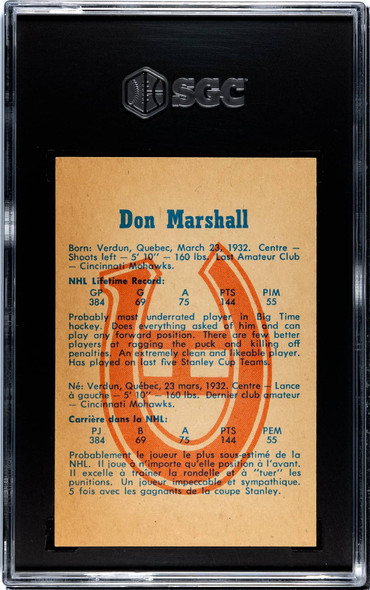 SGC
Don Marshall
Born: Verdun, Quebec, March 23, 1932. Centre —
Shoots left — 5' 10" — 160 lbs. Last Amateur Club
— Cincinnati Mohawks.
NHL Lifetime Record:
GP G A PTS PIM
384 69 75 144 55
Probably most underrated player in Big Time
hockey. Does everything asked of him and can
play any forward position. There are few better
players at ragging the puck and killing off
penalties. An extremely clean and likeable player.
Has played on last five Stanley Cup Teams.
Né: Verdun, Québec, 23 mars, 1932. Centre — Lance
à gauche — 5' 10" — 160 lbs. Dernier club amateur
— Cincinnati Mohawks.
Carrière dans la NHL:
PJ B A PTS PEM
384 69 75 144 55
Probablement le joueur le plus sous-estimé de la
NHL. Il joue à n'importe qu'elle position à l'avant.
Il excelle à traîner la rondelle et à "tuer" les
punitions. Un joueur impeccable et sympathique.
5 fois avec les gagnants de la coupe Stanley.